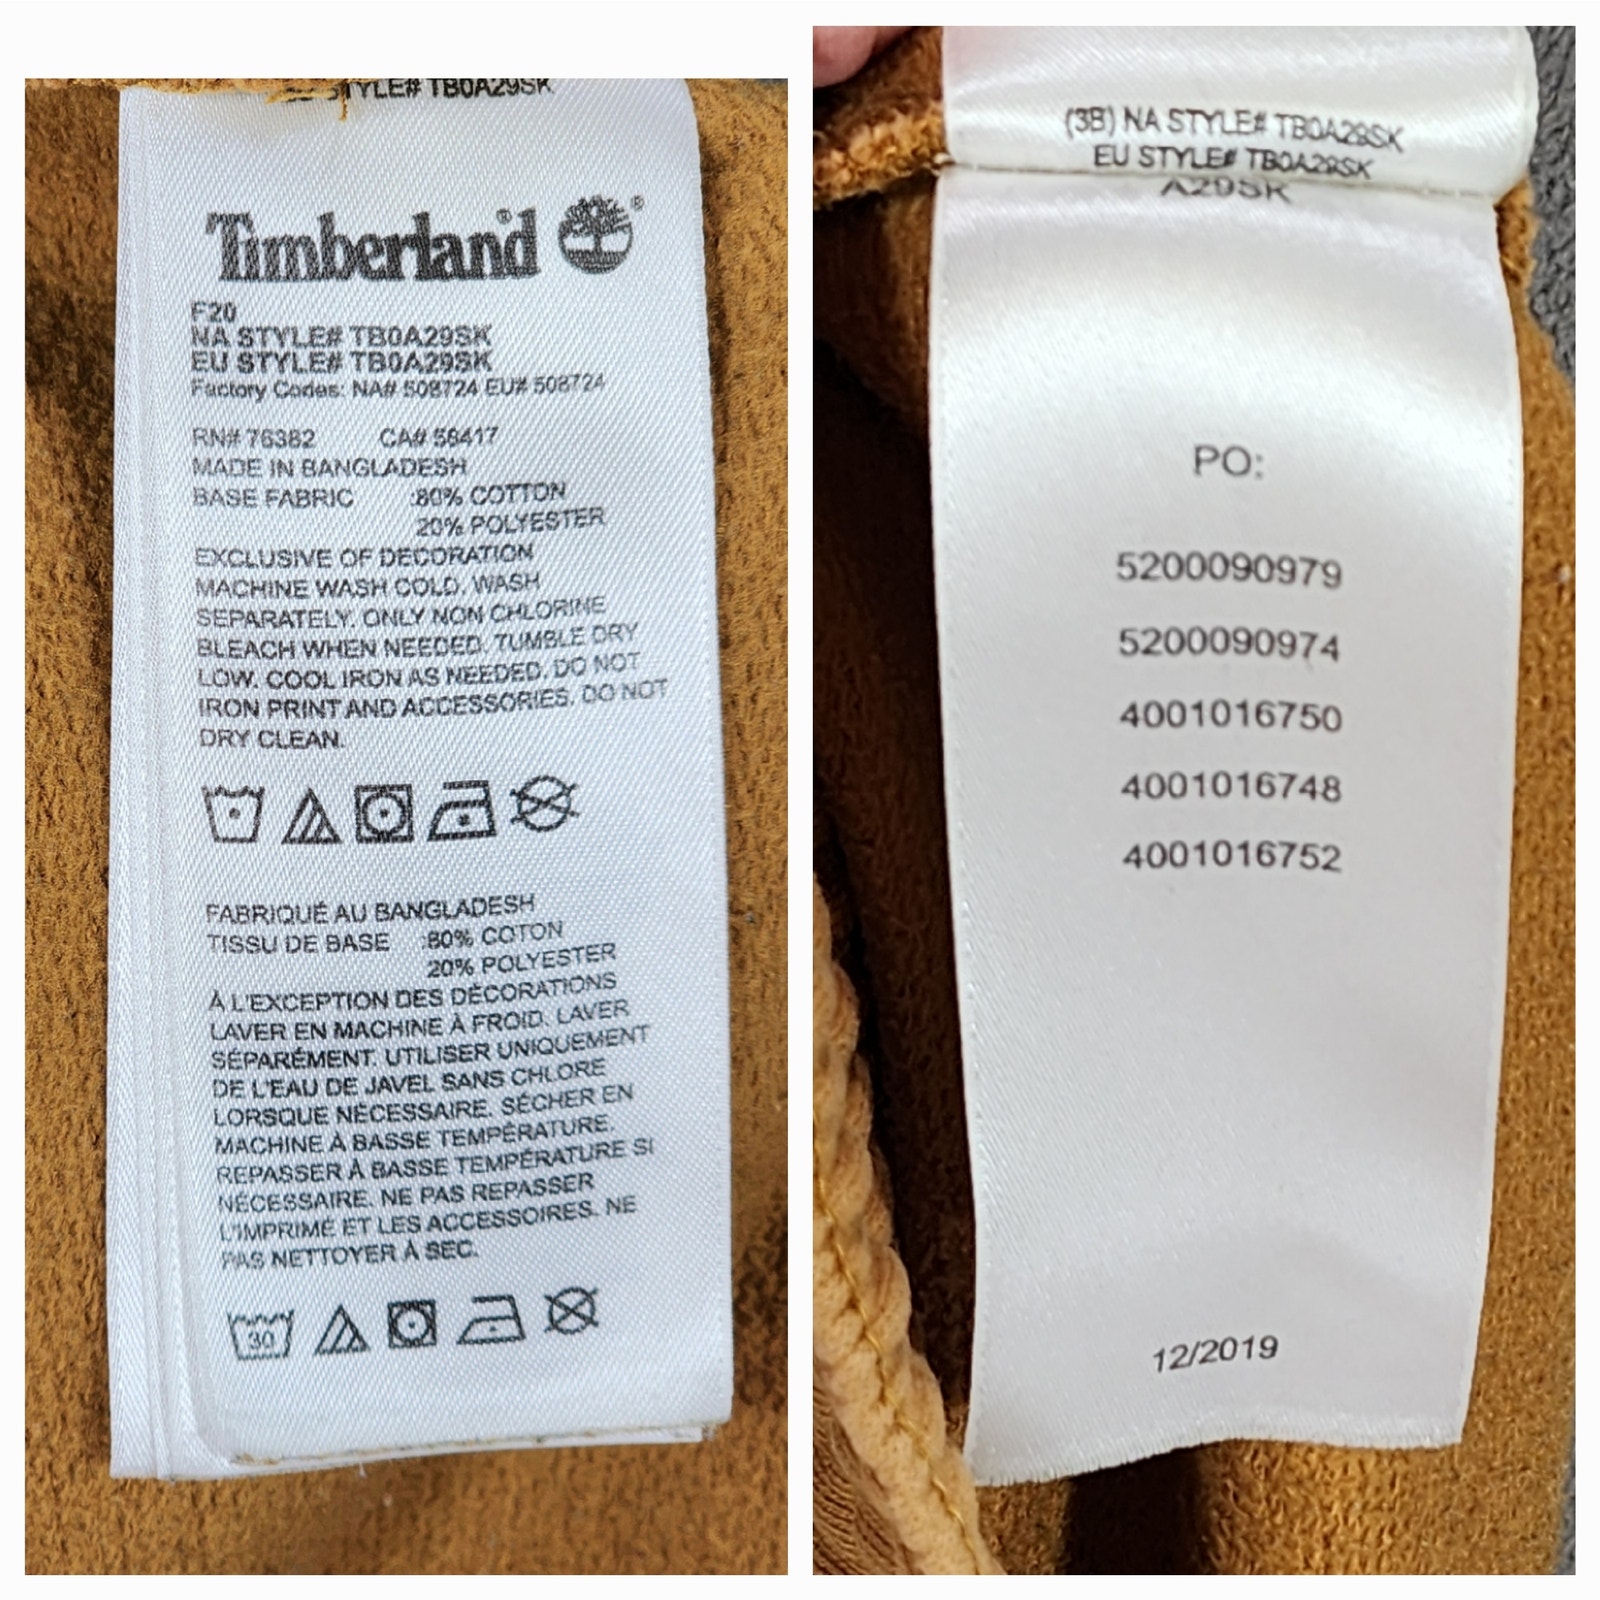 STYLE# TB0A29SK
Timberland ®
F20
NA STYLE# TB0A29SK
EU STYLE# TB0A29SK
Factory Codes: NA# 508724 EU# 508724
RN# 76382 CA# 58417
MADE IN BANGLADESH
BASE FABRIC :80% COTTON
20% POLYESTER
EXCLUSIVE OF DECORATION
MACHINE WASH COLD. WASH
SEPARATELY. ONLY NON CHLORINE
BLEACH WHEN NEEDED. TUMBLE DRY
LOW. COOL IRON AS NEEDED. DO NOT
IRON PRINT AND ACCESSORIES. DO NOT
DRY CLEAN.
FABRIQUÉ AU BANGLADESH
TISSU DE BASE :80% COTON
20% POLYESTER
À L'EXCEPTION DES DÉCORATIONS
LAVER EN MACHINE À FROID. LAVER
SÉPARÉMENT. UTILISER UNIQUEMENT
DE L'EAU DE JAVEL SANS CHLORE
LORSQUE NÉCESSAIRE. SÉCHER EN
MACHINE À BASSE TEMPÉRATURE.
REPASSER À BASSE TEMPÉRATURE SI
NÉCESSAIRE. NE PAS REPASSER
L'IMPRIMÉ ET LES ACCESSOIRES. NE
PAS NETTOYER À SEC.
30
(3B) NA STYLE# TB0A29SK
EU STYLE# TB0A29SK
A29SK
PO:
5200090979
5200090974
4001016750
4001016748
4001016752
12/2019